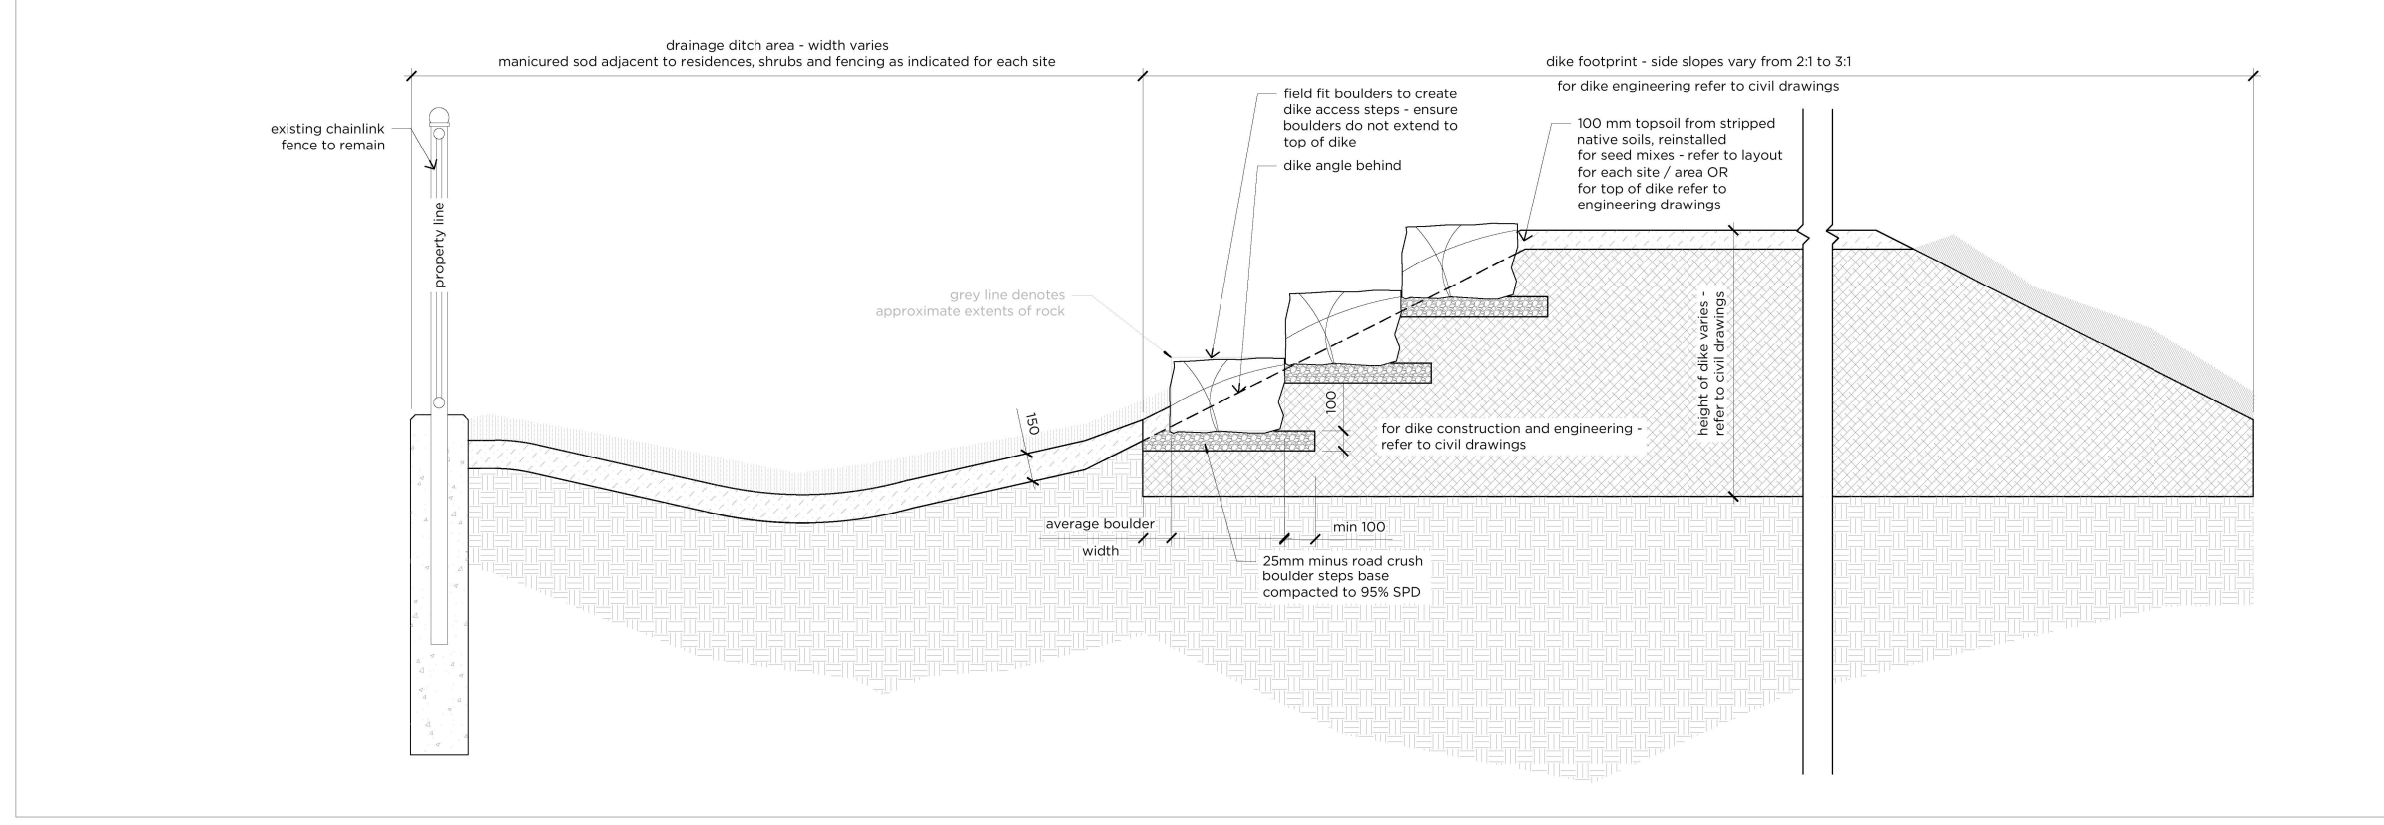 drainage ditch area - width varies
manicured sod adjacent to residences, shrubs and fencing as indicated for each site
dike footprint - side slopes vary from 2:1 to 3:1
for dike engineering refer to civil drawings
existing chainlink
fence to remain
property line
field fit boulders to create
dike access steps - ensure
boulders do not extend to
top of dike
dike angle behind
100 mm topsoil from stripped
native soils, reinstalled
for seed mixes - refer to layout
for each site / area OR
for top of dike refer to
engineering drawings
grey line denotes
approximate extents of rock
height of dike varies -
refer to civil drawings
150
100
for dike construction and engineering -
refer to civil drawings
average boulder
width
min 100
25mm minus road crush
boulder steps base
compacted to 95% SPD